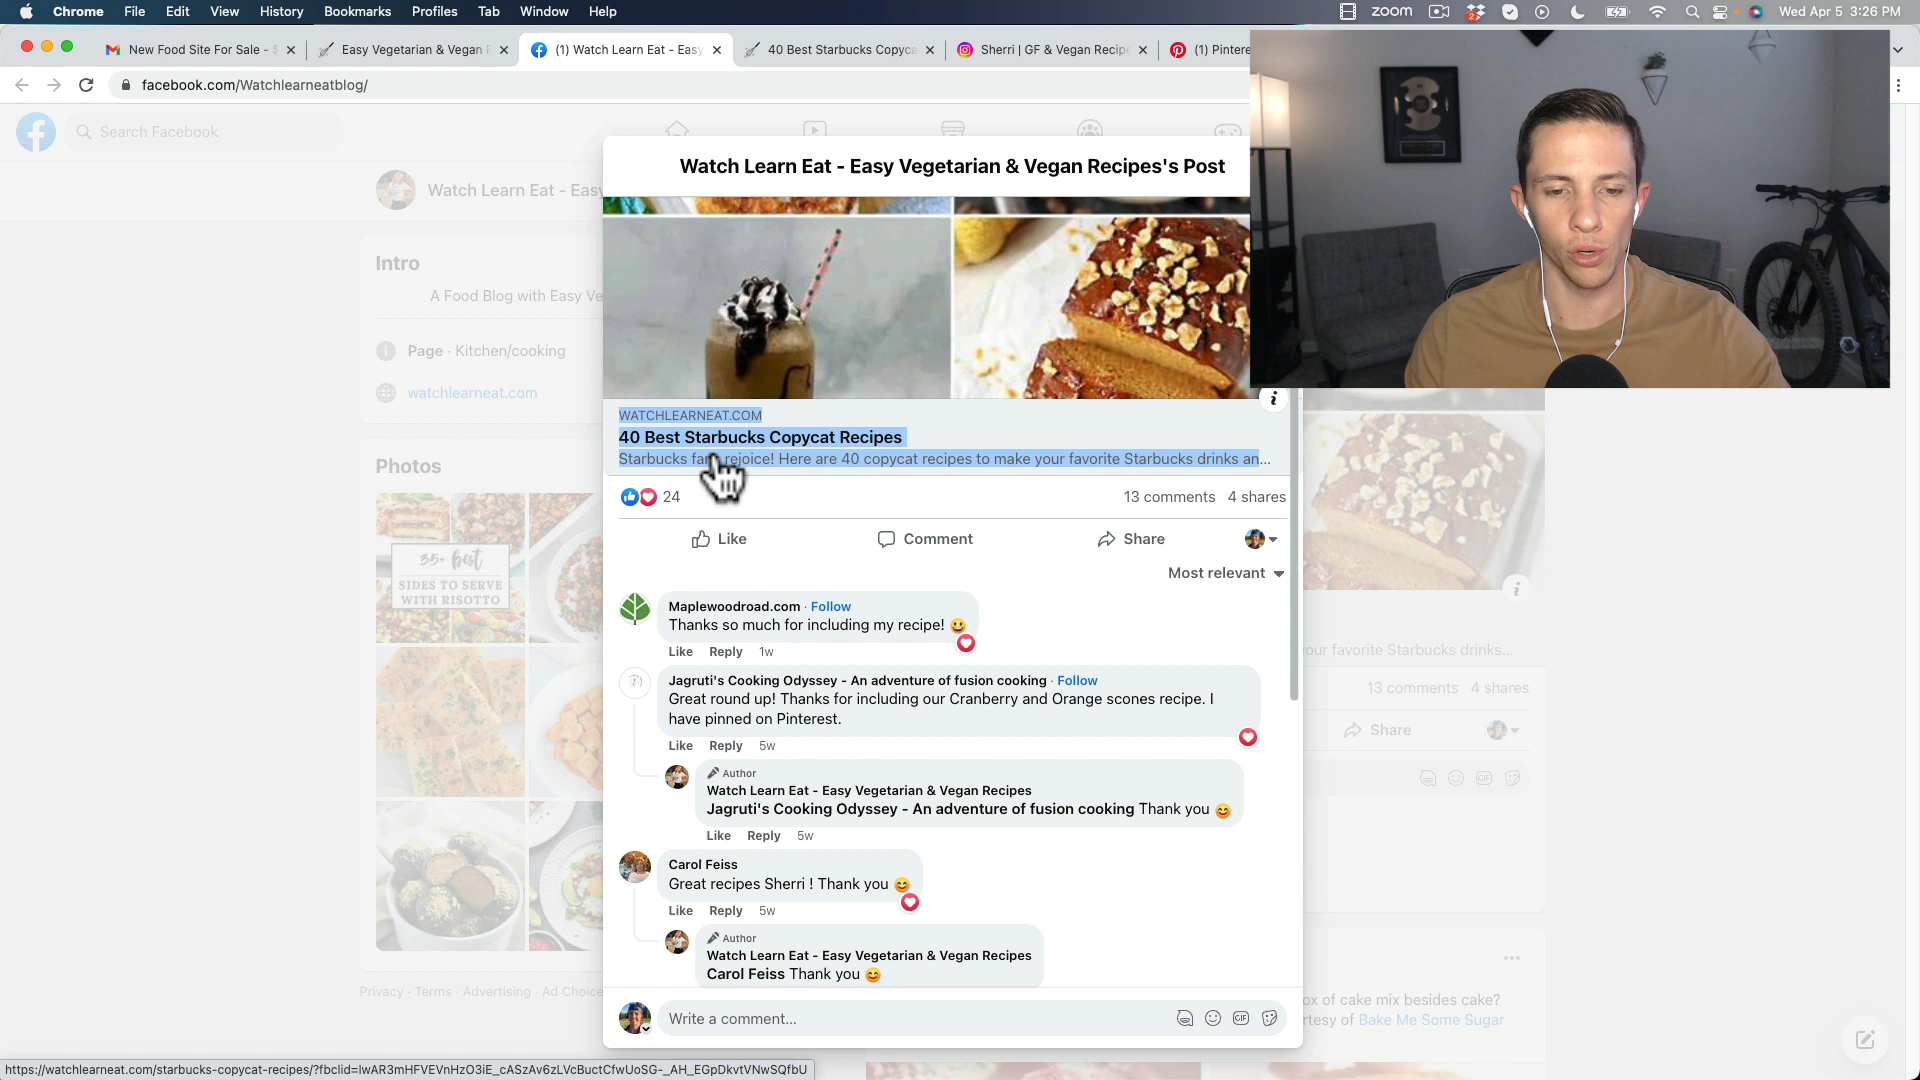 Chrome File Edit View History Bookmarks Profiles Tab Window Help
zoom 2 Wed Apr 5 3:26 PM
New Food Site For Sale - Easy Vegetarian & Vegan (1) Watch Learn Eat - Easy 40 Best Starbucks Copyca Sherri | GF & Vegan Recipe (1) Pintere
facebook.com/Watchlearneatblog/
Search Facebook
Watch Learn Eat - Easy Vegetarian & Vegan Recipes's Post
Watch Learn Eat - Easy
Intro
A Food Blog with Easy Ve
Page · Kitchen/cooking
watchlearneat.com
Photos
35+ best
SIDES TO SERVE
WITH RISOTTO
Privacy · Terms · Advertising · Ad Choice
WATCHLEARNEAT.COM
40 Best Starbucks Copycat Recipes
Starbucks fans rejoice! Here are 40 copycat recipes to make your favorite Starbucks drinks an...
24 13 comments 4 shares
Like Comment Share
Most relevant
Maplewoodroad.com · Follow
Thanks so much for including my recipe! 😃
Like Reply 1w
Jagruti's Cooking Odyssey - An adventure of fusion cooking · Follow
Great round up! Thanks for including our Cranberry and Orange scones recipe. I
have pinned on Pinterest.
Like Reply 5w
Author
Watch Learn Eat - Easy Vegetarian & Vegan Recipes
Jagruti's Cooking Odyssey - An adventure of fusion cooking Thank you 😊
Like Reply 5w
Carol Feiss
Great recipes Sherri ! Thank you 😊
Like Reply 5w
Author
Watch Learn Eat - Easy Vegetarian & Vegan Recipes
Carol Feiss Thank you 😊
Write a comment...
GIF
our favorite Starbucks drinks...
13 comments 4 shares
Share
GIF
ox of cake mix besides cake?
rtesy of Bake Me Some Sugar